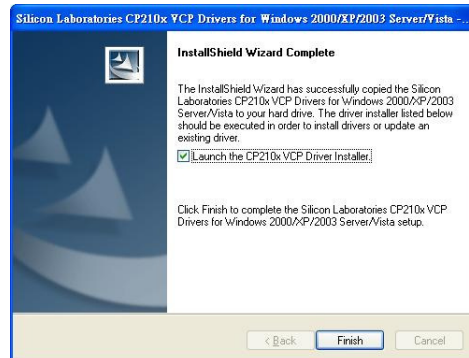 Silicon Laboratories CP210x VCP Drivers for Windows 2000/XP/2003 Server/Vista -...
InstallShield Wizard Complete
The InstallShield Wizard has successfully copied the Silicon
Laboratories CP210x VCP Drivers for Windows 2000/XP/2003
Server/Vista to your hard drive. The driver installer listed below
should be executed in order to install drivers or update an
existing driver.
Launch the CP210x VCP Driver Installer.
Click Finish to complete the Silicon Laboratories CP210x VCP
Drivers for Windows 2000/XP/2003 Server/Vista setup.
< Back Finish Cancel